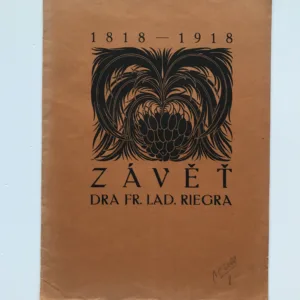 1818 — 1918
ZÁVĚŤ
DRA FR. LAD. RIEGRA